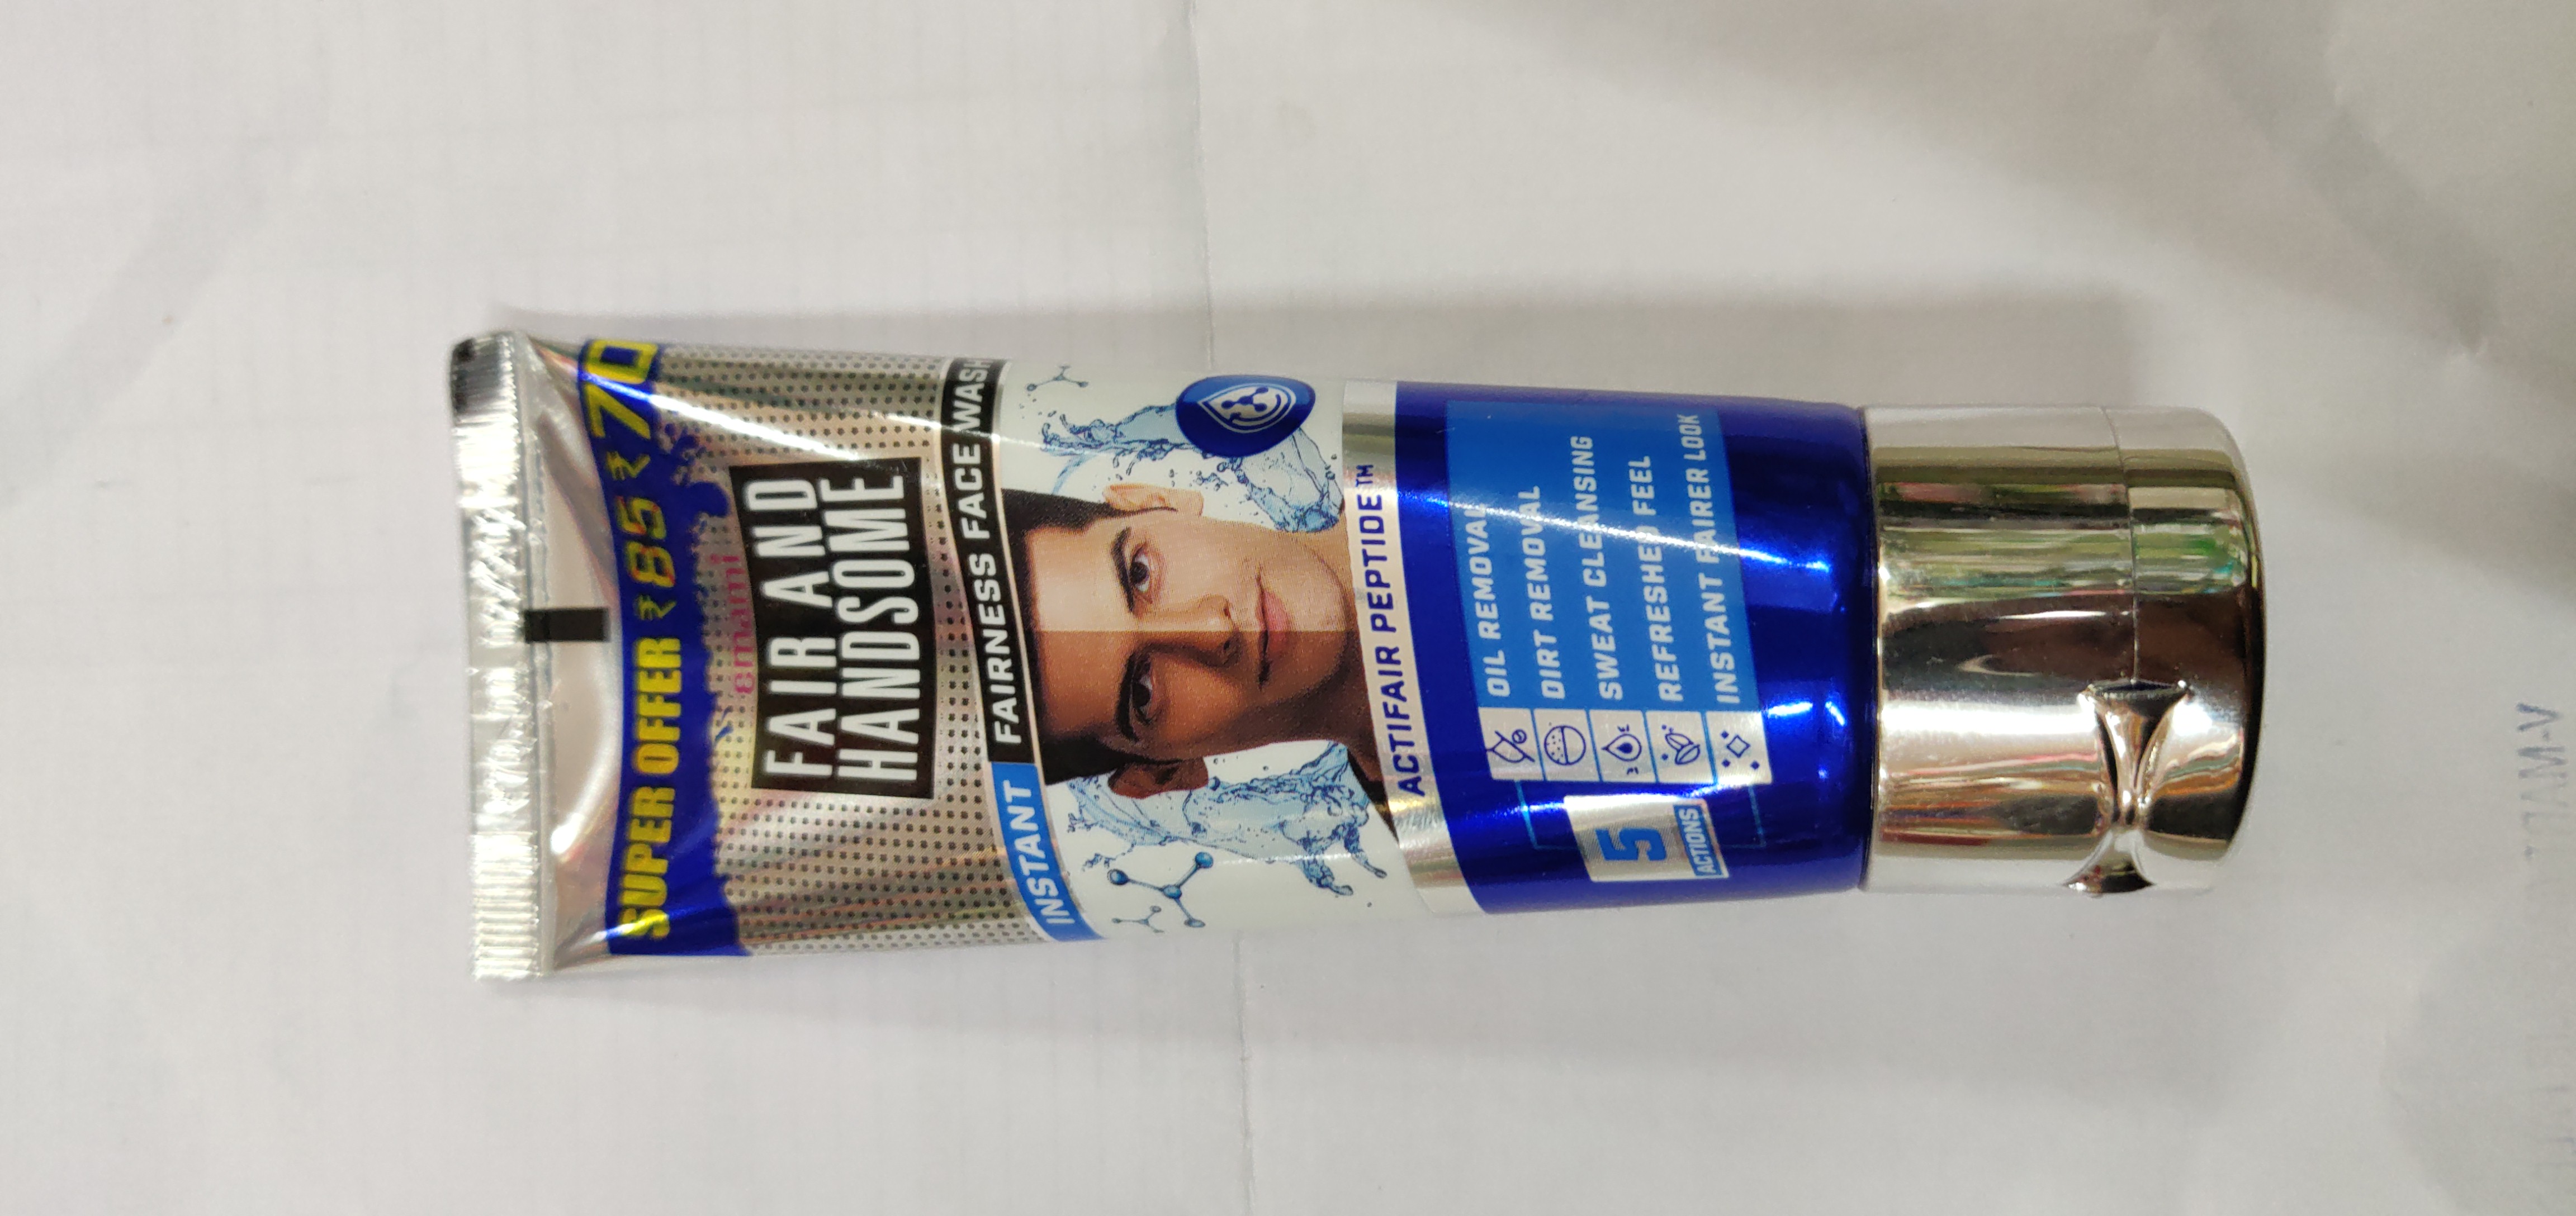 SUPER OFFER ₹85 ₹70
emami
FAIR AND
HANDSOME
INSTANT FAIRNESS FACE WASH
ACTIFAIR PEPTIDE™
5
ACTIONS
OIL REMOVAL
DIRT REMOVAL
SWEAT CLEANSING
REFRESHED FEEL
INSTANT FAIRER LOOK
V-MART